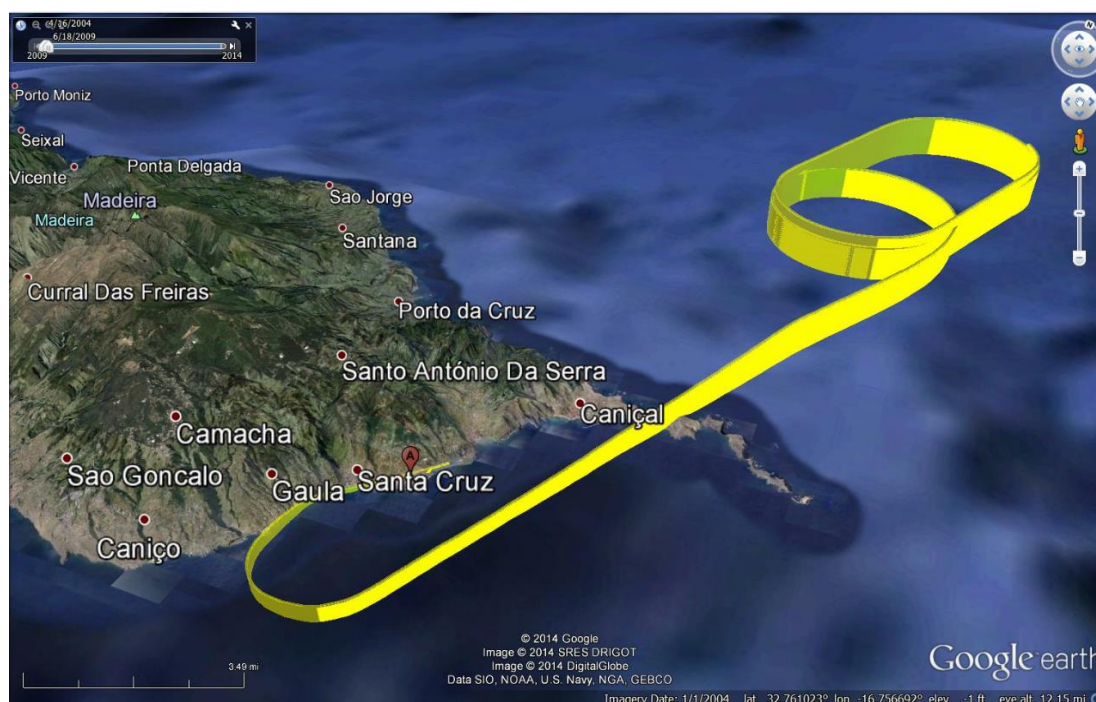 4/16/2004
6/18/2009
2009
2014
N
Porto Moniz
Seixal
Vicente
Ponta Delgada
Madeira
Madeira
Sao Jorge
Santana
Curral Das Freiras
Porto da Cruz
Santo António Da Serra
Caniçal
Camacha
A
Sao Goncalo
Gaula
Santa Cruz
Caniço
3.49 mi
© 2014 Google
Image © 2014 SRES DRIGOT
Image © 2014 DigitalGlobe
Data SIO, NOAA, U.S. Navy, NGA, GEBCO
Google earth
Imagery Date: 1/1/2004 lat 32.761023° lon -16.756692° elev -1 ft eye alt 12.15 mi